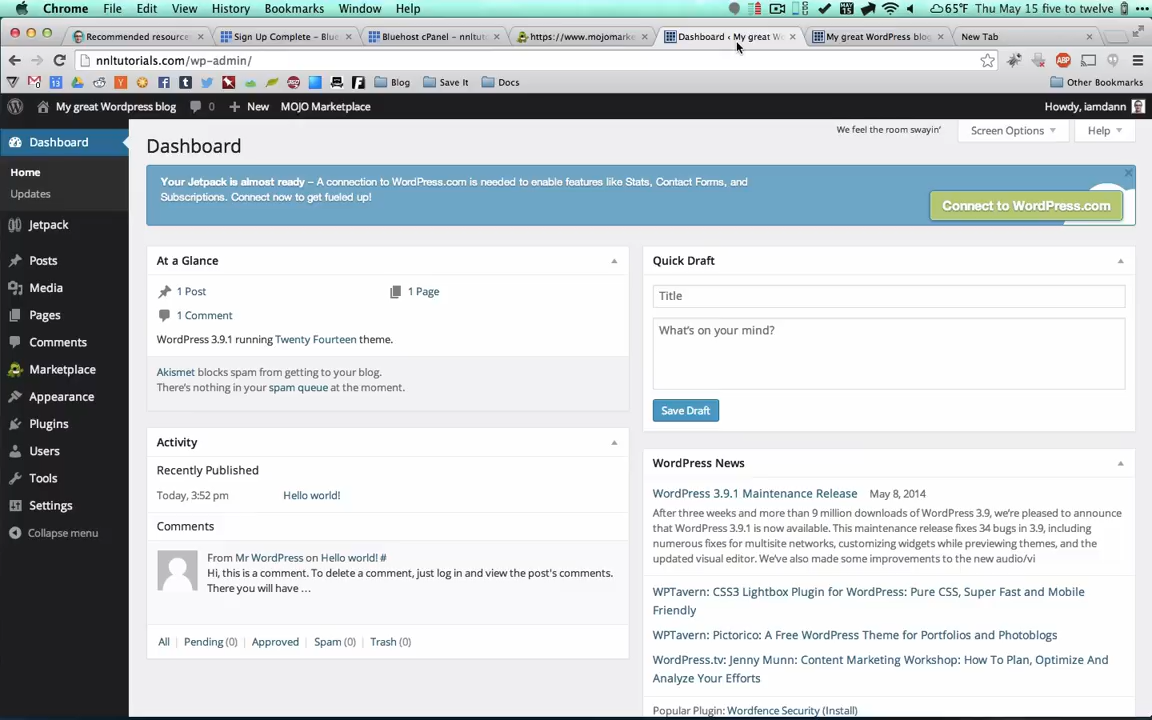 Chrome File Edit View History Bookmarks Window Help 65°F Thu May 15 five to twelve
Recommended resource
Sign Up Complete – Blueh
Bluehost cPanel – nnltuto
https://www.mojomarke
Dashboard ‹ My great W
My great WordPress blog
New Tab
nnltutorials.com/wp-admin/
Blog Save It Docs Other Bookmarks
My great Wordpress blog 0 New MOJO Marketplace Howdy, iamdann
We feel the room swayin'
Screen Options
Help
Dashboard
Home
Updates
Jetpack
Posts
Media
Pages
Comments
Marketplace
Appearance
Plugins
Users
Tools
Settings
Collapse menu
Dashboard
Your Jetpack is almost ready – A connection to WordPress.com is needed to enable features like Stats, Contact Forms, and
Subscriptions. Connect now to get fueled up!
Connect to WordPress.com
At a Glance
1 Post
1 Page
1 Comment
WordPress 3.9.1 running Twenty Fourteen theme.
Akismet blocks spam from getting to your blog.
There's nothing in your spam queue at the moment.
Activity
Recently Published
Today, 3:52 pm Hello world!
Comments
From Mr WordPress on Hello world! #
Hi, this is a comment. To delete a comment, just log in and view the post's comments.
There you will have …
All | Pending (0) | Approved | Spam (0) | Trash (0)
Quick Draft
Title
What's on your mind?
Save Draft
WordPress News
WordPress 3.9.1 Maintenance Release May 8, 2014
After three weeks and more than 9 million downloads of WordPress 3.9, we're pleased to announce
that WordPress 3.9.1 is now available. This maintenance release fixes 34 bugs in 3.9, including
numerous fixes for multisite networks, customizing widgets while previewing themes, and the
updated visual editor. We've also made some improvements to the new audio/vi
WPTavern: CSS3 Lightbox Plugin for WordPress: Pure CSS, Super Fast and Mobile
Friendly
WPTavern: Pictorico: A Free WordPress Theme for Portfolios and Photoblogs
WordPress.tv: Jenny Munn: Content Marketing Workshop: How To Plan, Optimize And
Analyze Your Efforts
Popular Plugin: Wordfence Security (Install)